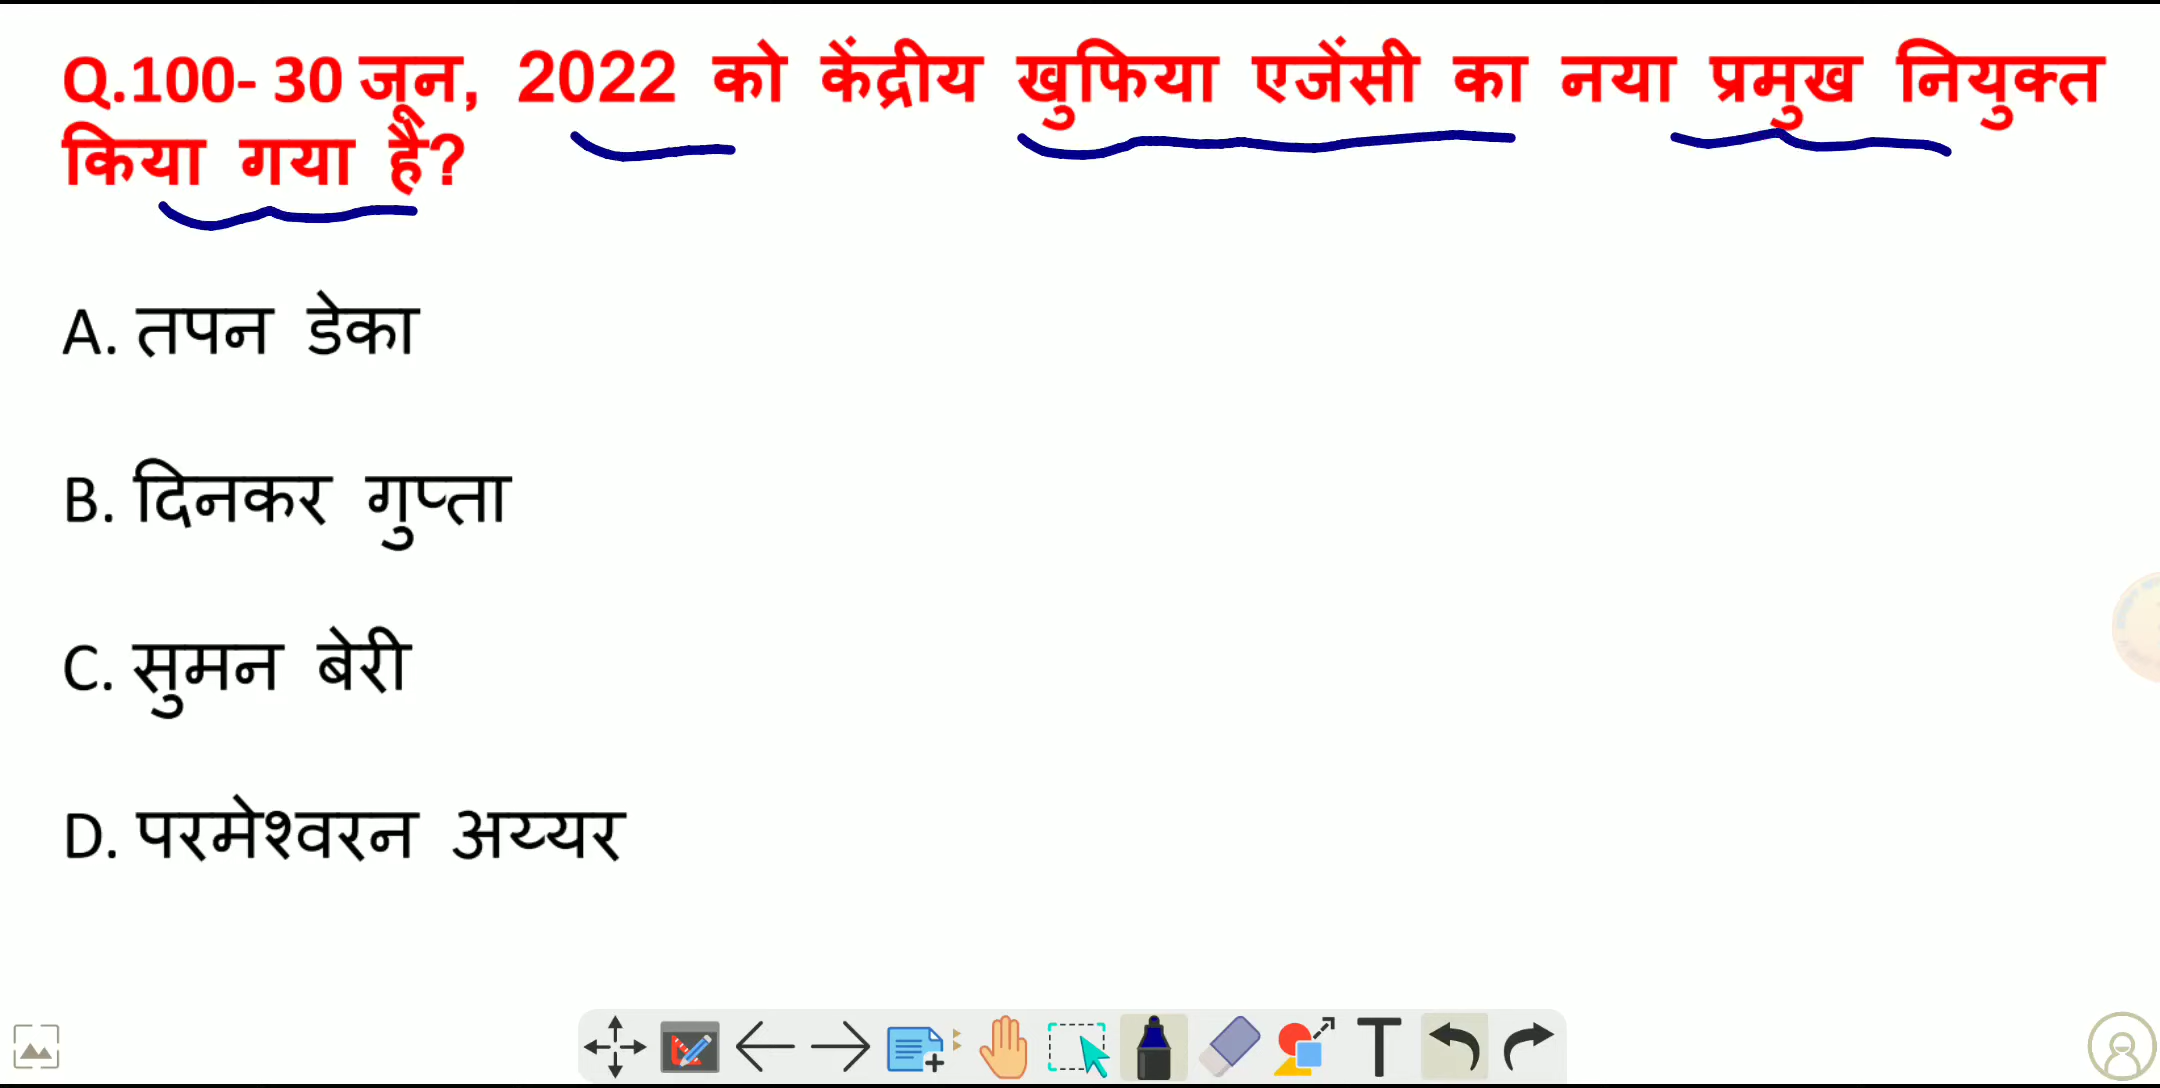 Q.100- 30 जून, 2022 को केंद्रीय खुफिया एजेंसी का नया प्रमुख नियुक्त
किया गया है?
A. तपन डेका
B. दिनकर गुप्ता
C. सुमन बेरी
D. परमेश्वरन अय्यर